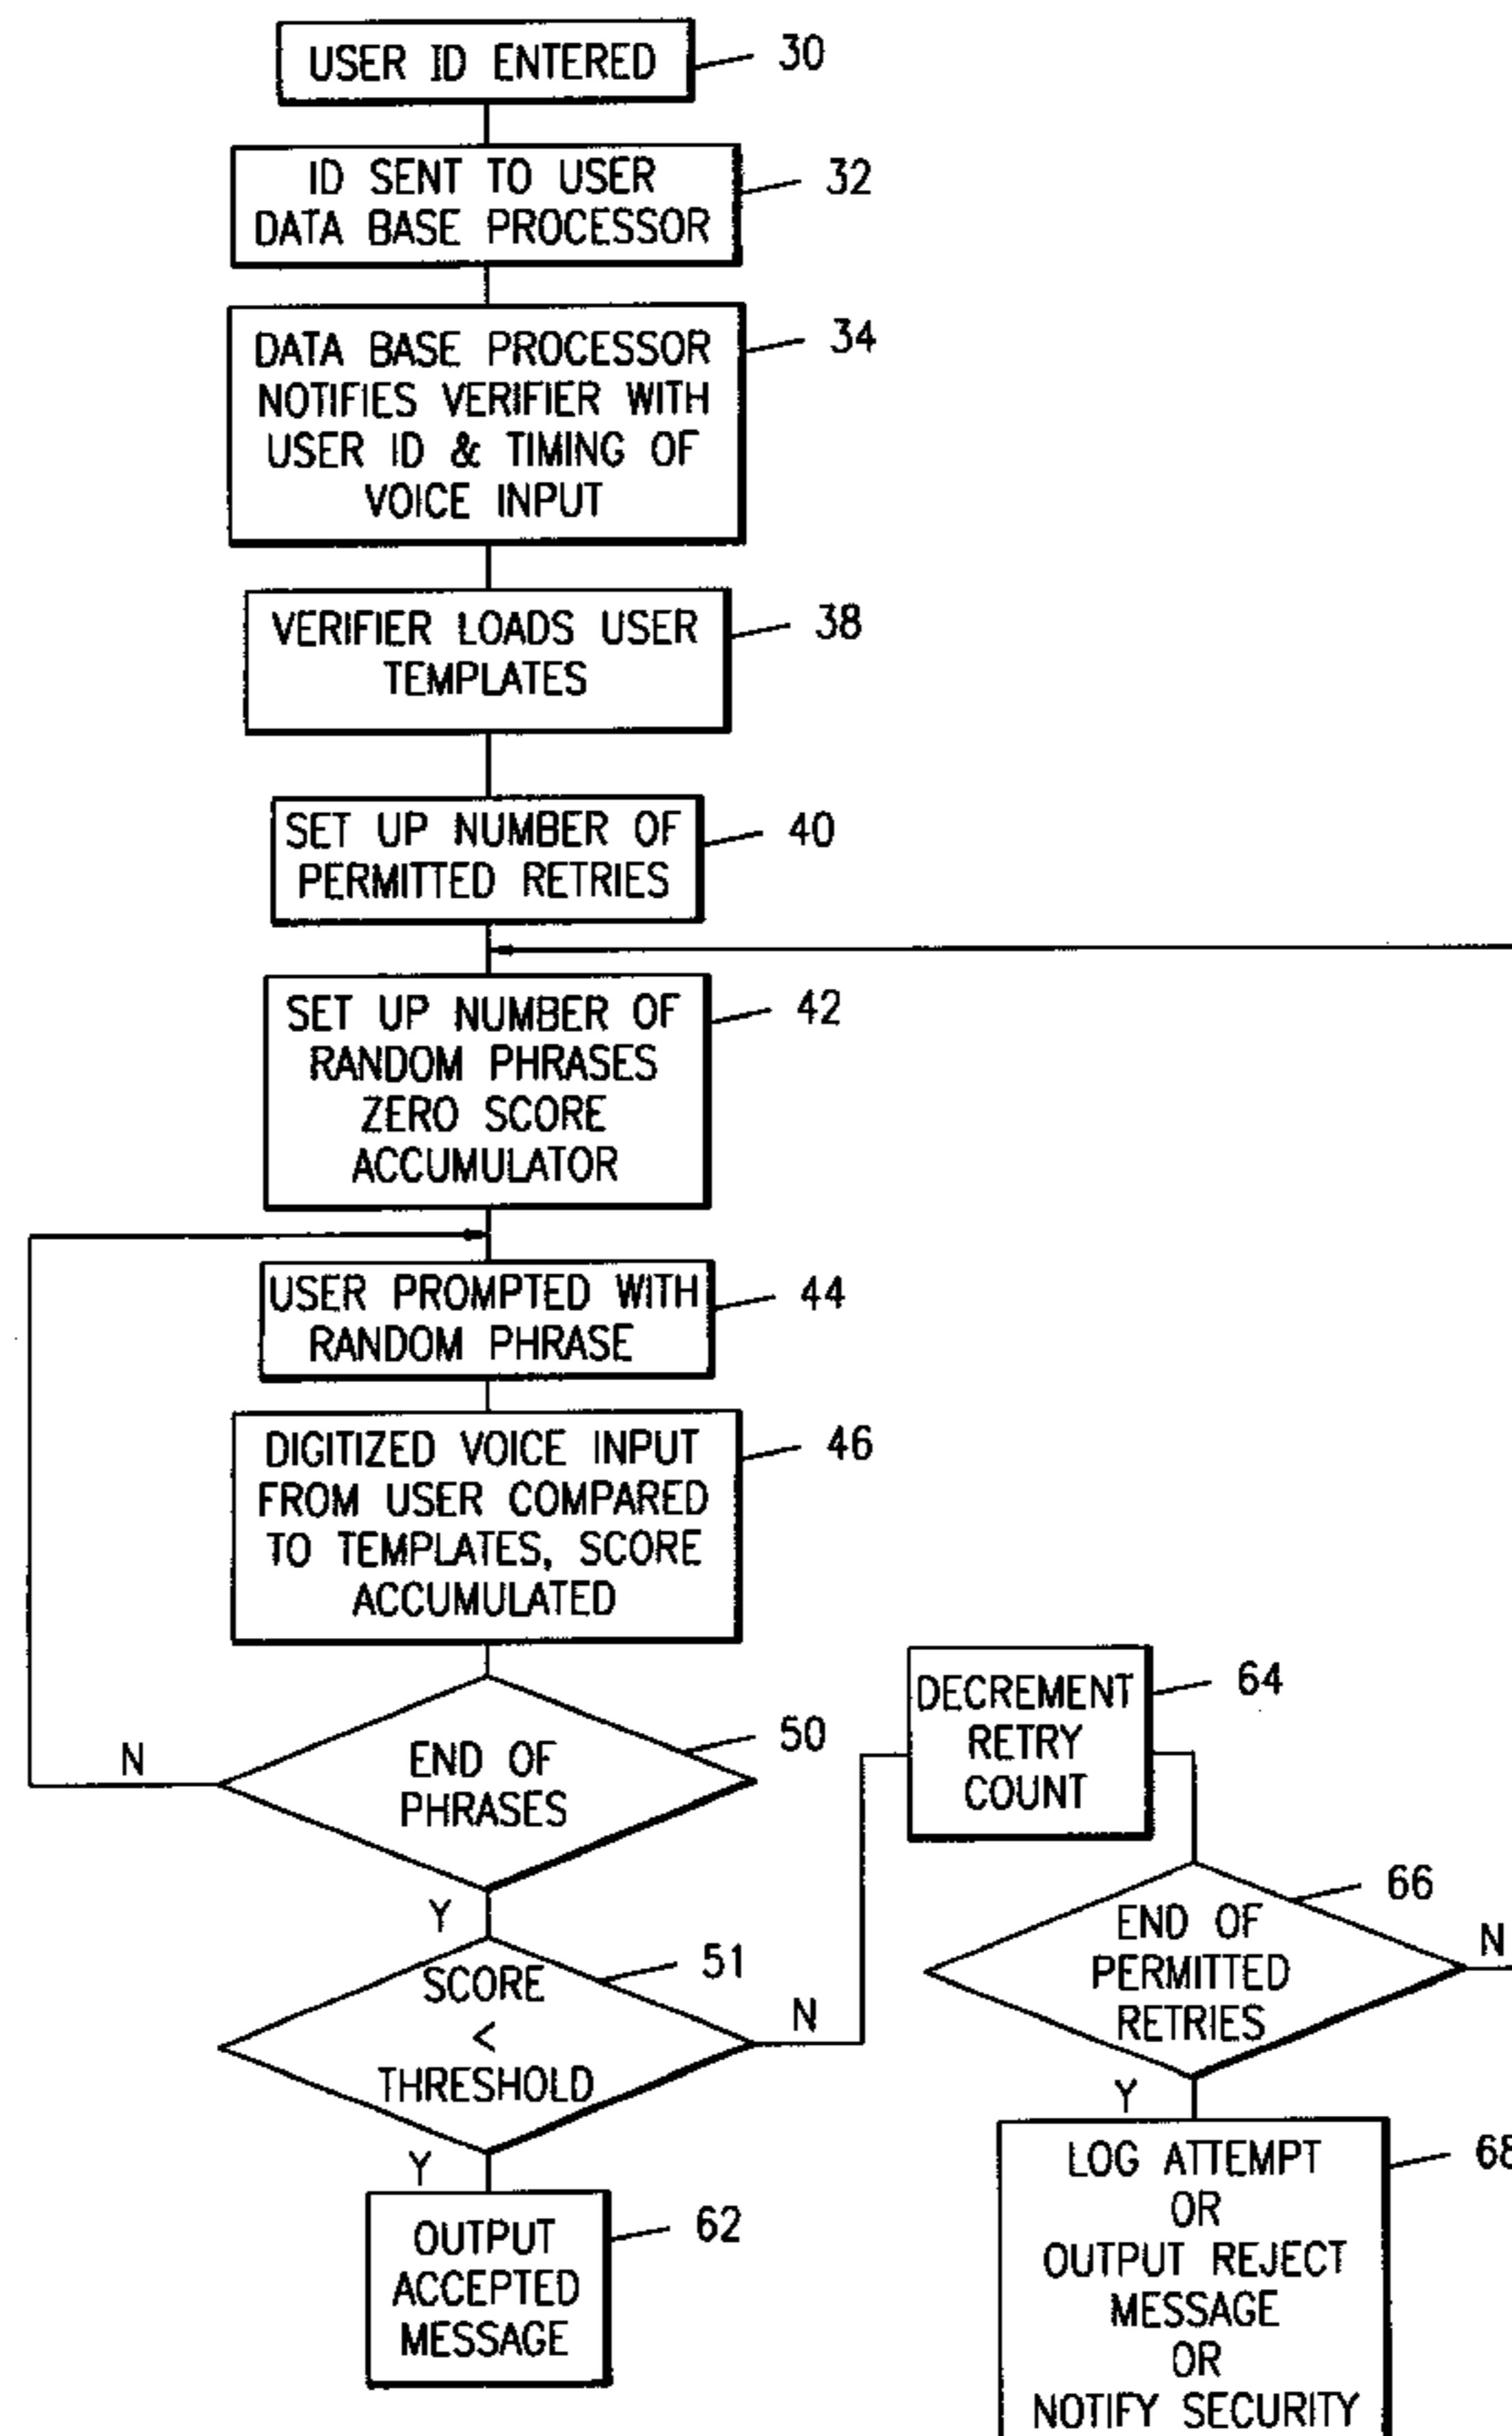 USER ID ENTERED
30
ID SENT TO USER
DATA BASE PROCESSOR
32
DATA BASE PROCESSOR
NOTIFIES VERIFIER WITH
USER ID & TIMING OF
VOICE INPUT
34
VERIFIER LOADS USER
TEMPLATES
38
SET UP NUMBER OF
PERMITTED RETRIES
40
SET UP NUMBER OF
RANDOM PHRASES
ZERO SCORE
ACCUMULATOR
42
USER PROMPTED WITH
RANDOM PHRASE
44
DIGITIZED VOICE INPUT
FROM USER COMPARED
TO TEMPLATES, SCORE
ACCUMULATED
46
END OF
PHRASES
50
N
Y
SCORE
<
THRESHOLD
51
N
Y
OUTPUT
ACCEPTED
MESSAGE
62
DECREMENT
RETRY
COUNT
64
END OF
PERMITTED
RETRIES
66
N
Y
LOG ATTEMPT
OR
OUTPUT REJECT
MESSAGE
OR
NOTIFY SECURITY
68